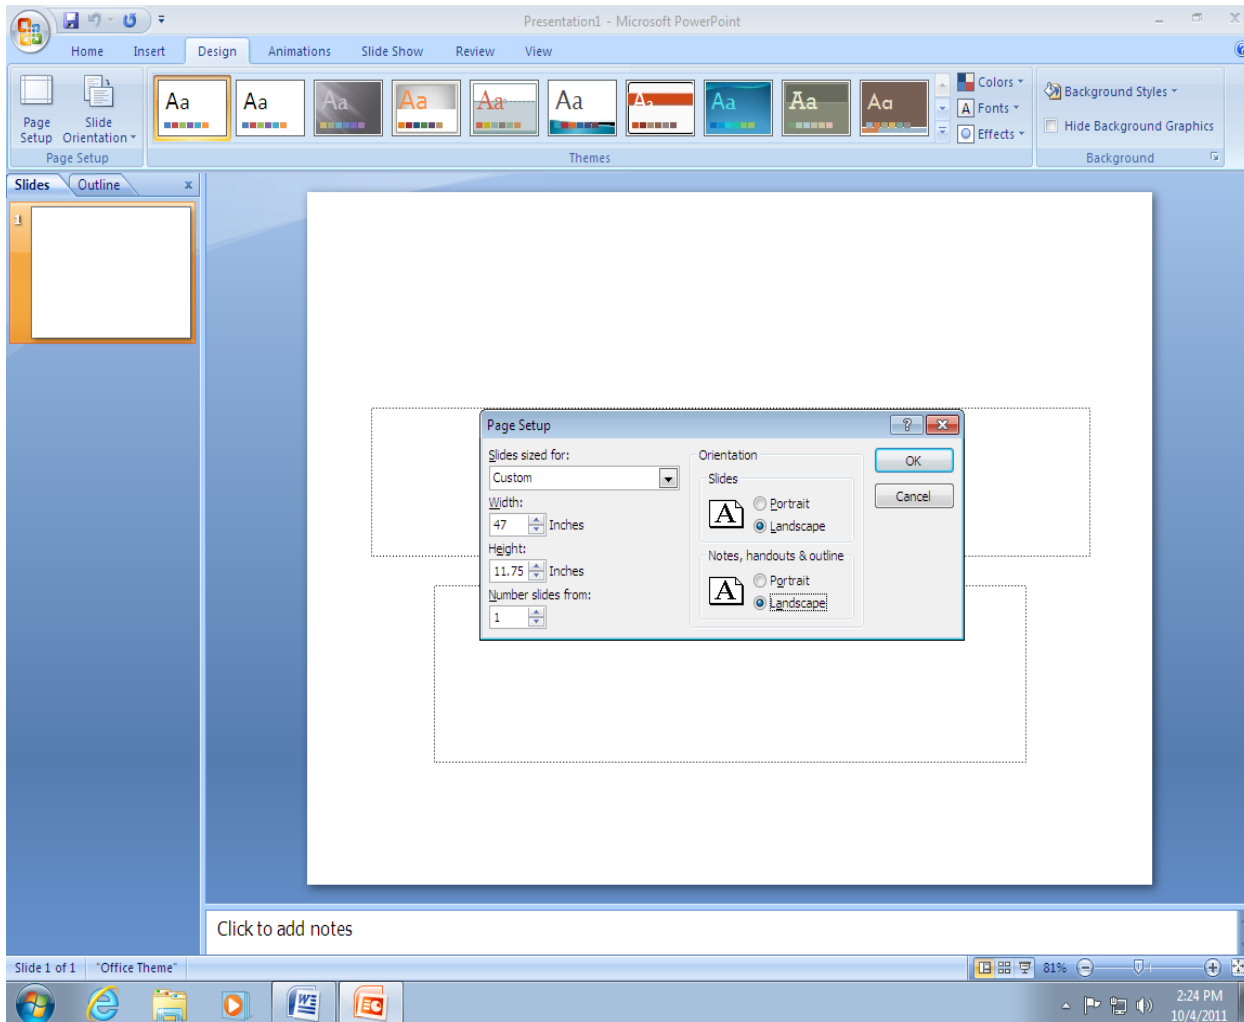 Presentation1 - Microsoft PowerPoint
Home Insert Design Animations Slide Show Review View
Page Setup
Slide Orientation
Aa Aa Aa Aa Aa Aa Aa Aa Aa Aa
Colors
Fonts
Effects
Background Styles
Hide Background Graphics
Page Setup Themes Background
Slides Outline x
1
Page Setup
Slides sized for:
Custom
Width:
47 Inches
Height:
11.75 Inches
Number slides from:
1
Orientation
Slides
A
Portrait
Landscape
Notes, handouts & outline
A
Portrait
Landscape
OK
Cancel
Click to add notes
Slide 1 of 1 "Office Theme" 81%
2:24 PM
10/4/2011